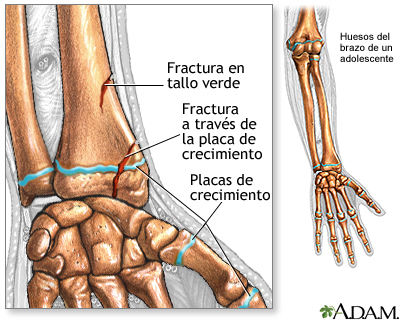 Fractura en
tallo verde
Fractura
a través de
la placa de
crecimiento
Placas de
crecimiento
Huesos del
brazo de un
adolescente
A.D.A.M.